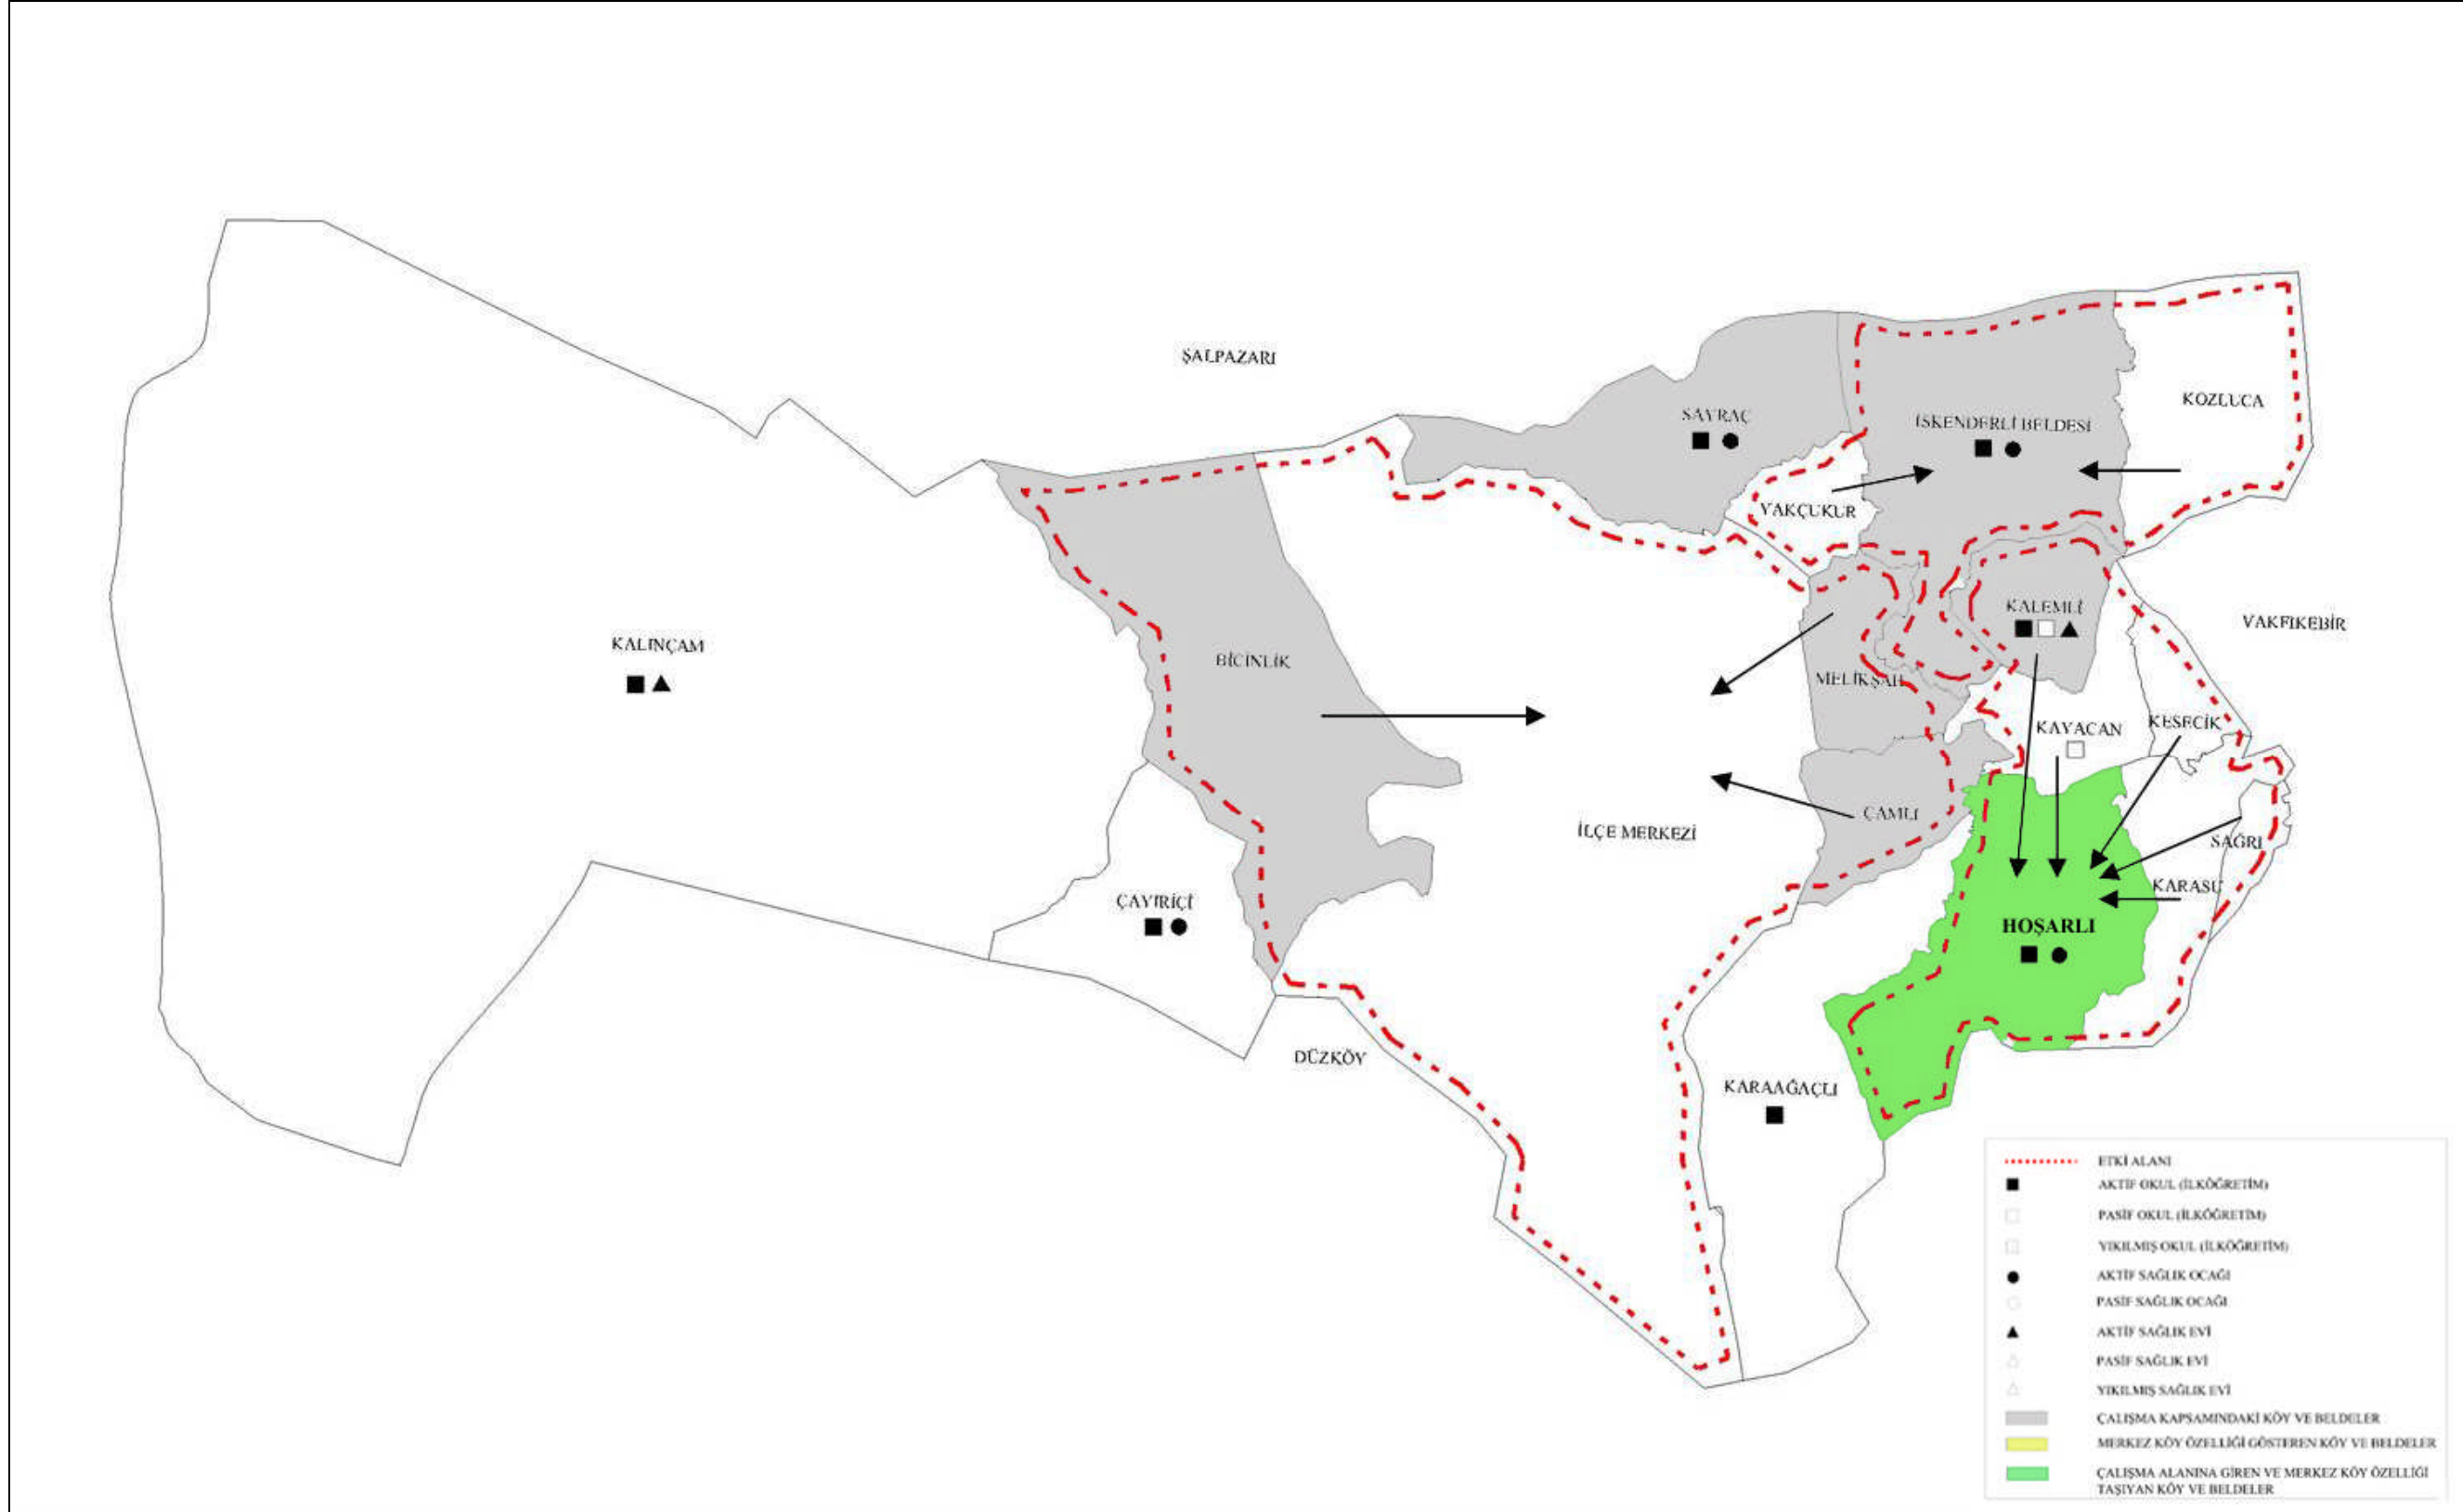 ŞALPAZARI
KOZLUCA
SAYRAÇ
İSKENDERLİ BELDESİ
YAKÇUKUR
KALEMLİ
VAKFIKEBİR
KALINÇAM
BİCİNLİK
MELİKŞAH
KAYACAN
KESECİK
ÇAMLI
İLÇE MERKEZİ
SAĞRI
KARASU
ÇAYIRİÇİ
HOŞARLI
DÜZKÖY
KARAAĞAÇLI
ETKİ ALANI
AKTİF OKUL (İLKÖĞRETİM)
PASİF OKUL (İLKÖĞRETİM)
YIKILMIŞ OKUL (İLKÖĞRETİM)
AKTİF SAĞLIK OCAĞI
PASİF SAĞLIK OCAĞI
AKTİF SAĞLIK EVİ
PASİF SAĞLIK EVİ
YIKILMIŞ SAĞLIK EVİ
ÇALIŞMA KAPSAMINDAKİ KÖY VE BELDELER
MERKEZ KÖY ÖZELLİĞİ GÖSTEREN KÖY VE BELDELER
ÇALIŞMA ALANINA GİREN VE MERKEZ KÖY ÖZELLİĞİ
TAŞIYAN KÖY VE BELDELER